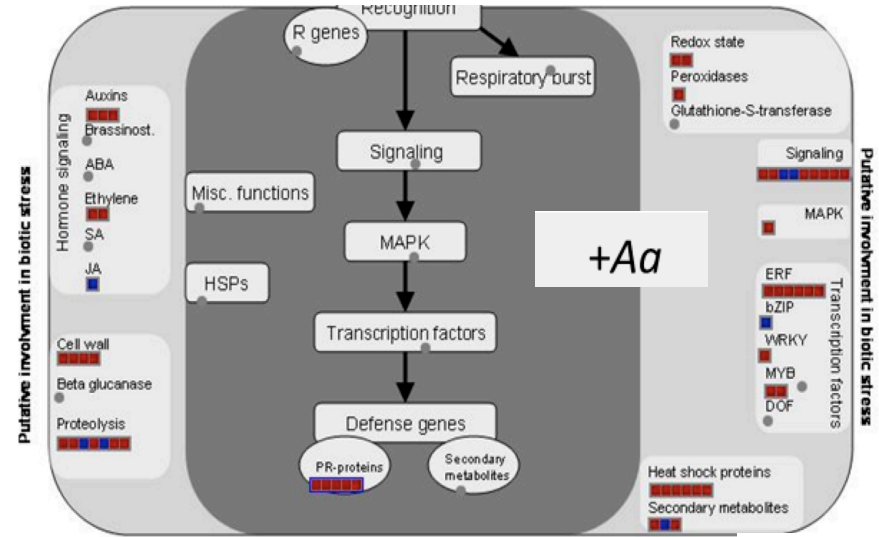 Recognition
R genes
Respiratory burst
Signaling
Misc. functions
MAPK
HSPs
Transcription factors
Defense genes
PR-proteins
Secondary
metabolites
+Aa
Putative involvment in biotic stress
Hormone signaling
Auxins
Brassinost.
ABA
Ethylene
SA
JA
Cell wall
Beta glucanase
Proteolysis
Redox state
Peroxidases
Glutathione-S-transferase
Signaling
MAPK
ERF
bZIP
WRKY
MYB
DOF
Transcription factors
Heat shock proteins
Secondary metabolites
Putative involvment in biotic stress